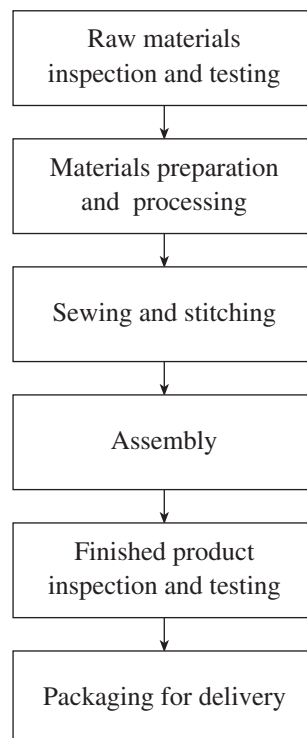 Raw materials
inspection and testing
Materials preparation
and processing
Sewing and stitching
Assembly
Finished product
inspection and testing
Packaging for delivery